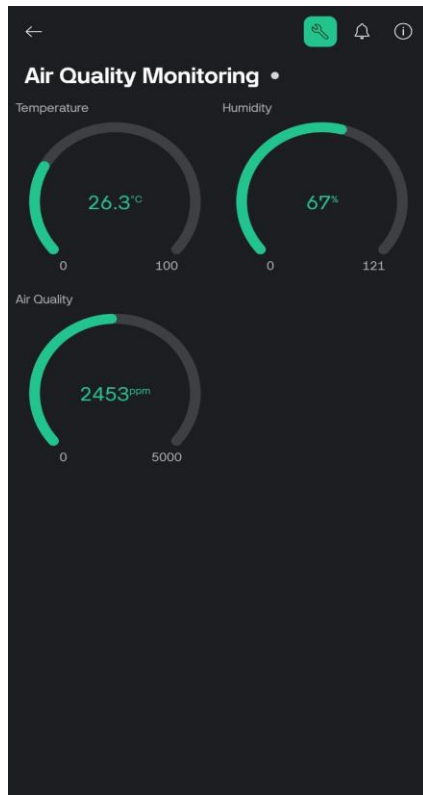 Air Quality Monitoring
Temperature Humidity
26.3°C 67%
0 100 0 121
Air Quality
2453ppm
0 5000